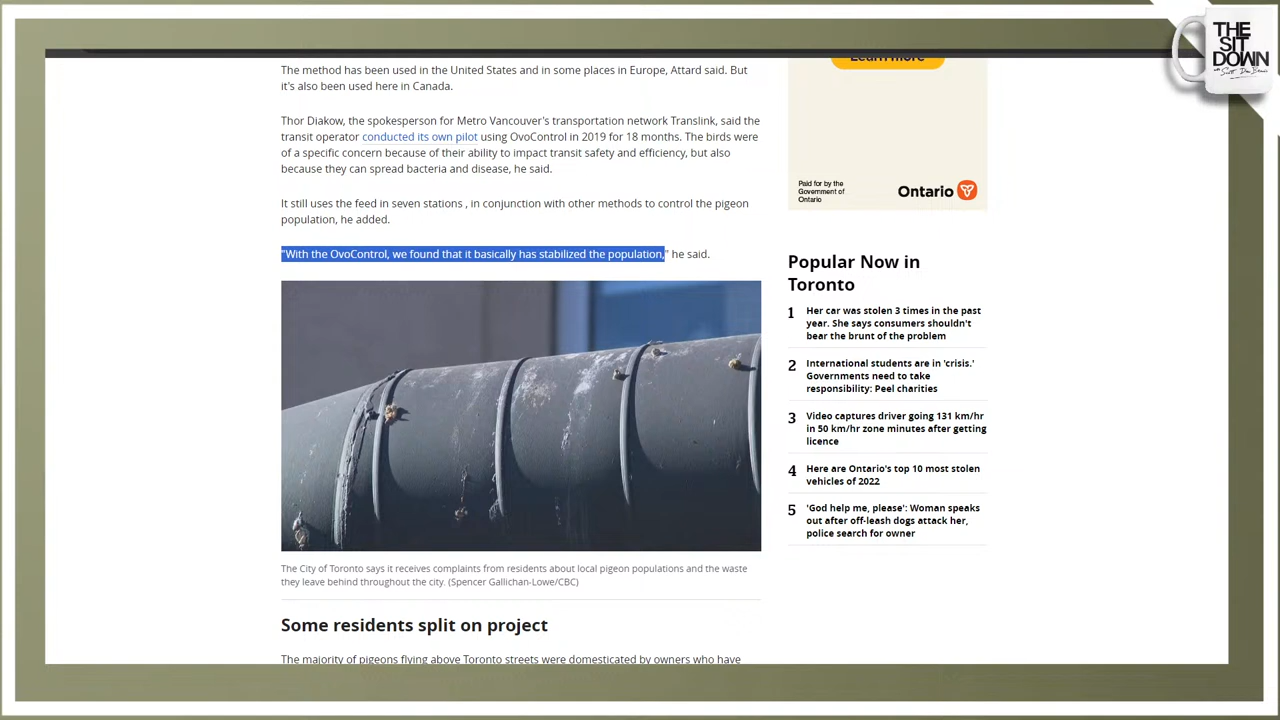 The method has been used in the United States and in some places in Europe, Attard said. But
it's also been used here in Canada.
Thor Diakow, the spokesperson for Metro Vancouver's transportation network Translink, said the
transit operator conducted its own pilot using OvoControl in 2019 for 18 months. The birds were
of a specific concern because of their ability to impact transit safety and efficiency, but also
because they can spread bacteria and disease, he said.
It still uses the feed in seven stations , in conjunction with other methods to control the pigeon
population, he added.
"With the OvoControl, we found that it basically has stabilized the population," he said.
The City of Toronto says it receives complaints from residents about local pigeon populations and the waste
they leave behind throughout the city. (Spencer Gallichan-Lowe/CBC)
Some residents split on project
The majority of pigeons flying above Toronto streets were domesticated by owners who have
Learn more
Paid for by the
Government of
Ontario
Ontario
Popular Now in
Toronto
1 Her car was stolen 3 times in the past
year. She says consumers shouldn't
bear the brunt of the problem
2 International students are in 'crisis.'
Governments need to take
responsibility: Peel charities
3 Video captures driver going 131 km/hr
in 50 km/hr zone minutes after getting
licence
4 Here are Ontario's top 10 most stolen
vehicles of 2022
5 'God help me, please': Woman speaks
out after off-leash dogs attack her,
police search for owner
THE
SIT
DOWN